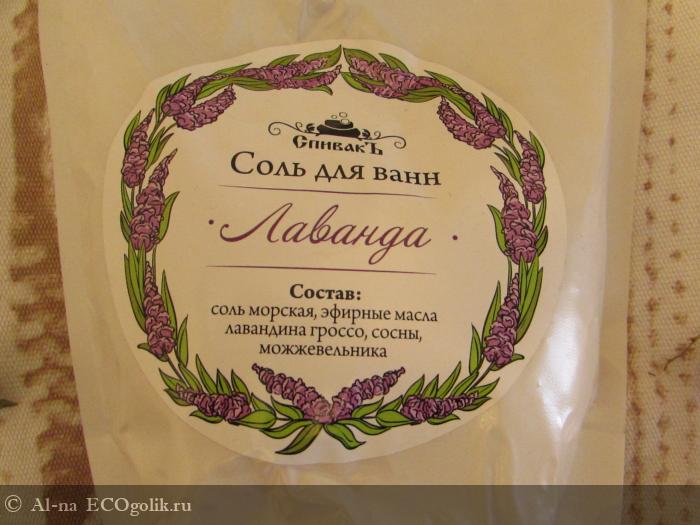 СпивакЪ
Соль для ванн
· Лаванда ·
Состав:
соль морская, эфирные масла
лавандина гроссо, сосны,
можжевельника
© Al-na ECOgolik.ru